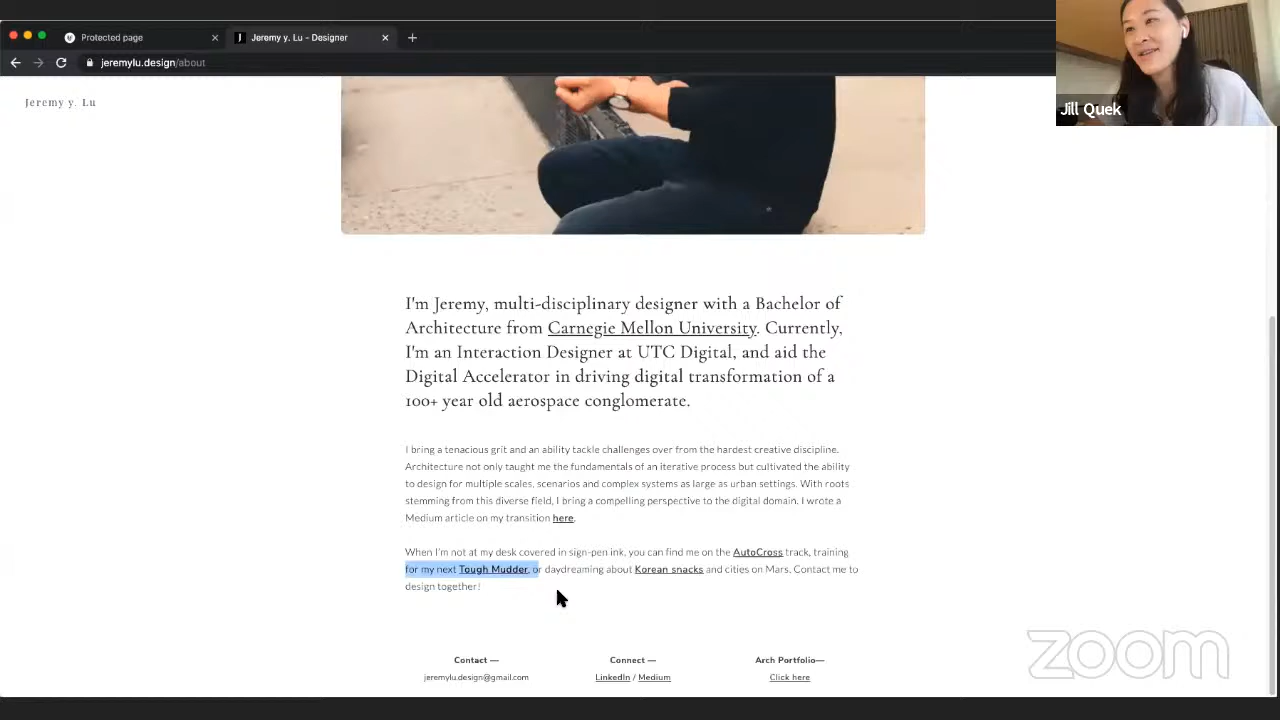 Protected page
Jeremy y. Lu - Designer
jeremylu.design/about
Jill Quek
Jeremy y. Lu
I'm Jeremy, multi-disciplinary designer with a Bachelor of
Architecture from Carnegie Mellon University. Currently,
I'm an Interaction Designer at UTC Digital, and aid the
Digital Accelerator in driving digital transformation of a
100+ year old aerospace conglomerate.
I bring a tenacious grit and an ability tackle challenges over from the hardest creative discipline.
Architecture not only taught me the fundamentals of an iterative process but cultivated the ability
to design for multiple scales, scenarios and complex systems as large as urban settings. With roots
stemming from this diverse field, I bring a compelling perspective to the digital domain. I wrote a
Medium article on my transition here.
When I'm not at my desk covered in sign-pen ink, you can find me on the AutoCross track, training
for my next Tough Mudder, or daydreaming about Korean snacks and cities on Mars. Contact me to
design together!
Contact —
Connect —
Arch Portfolio—
jeremylu.design@gmail.com
LinkedIn / Medium
Click here
zoom